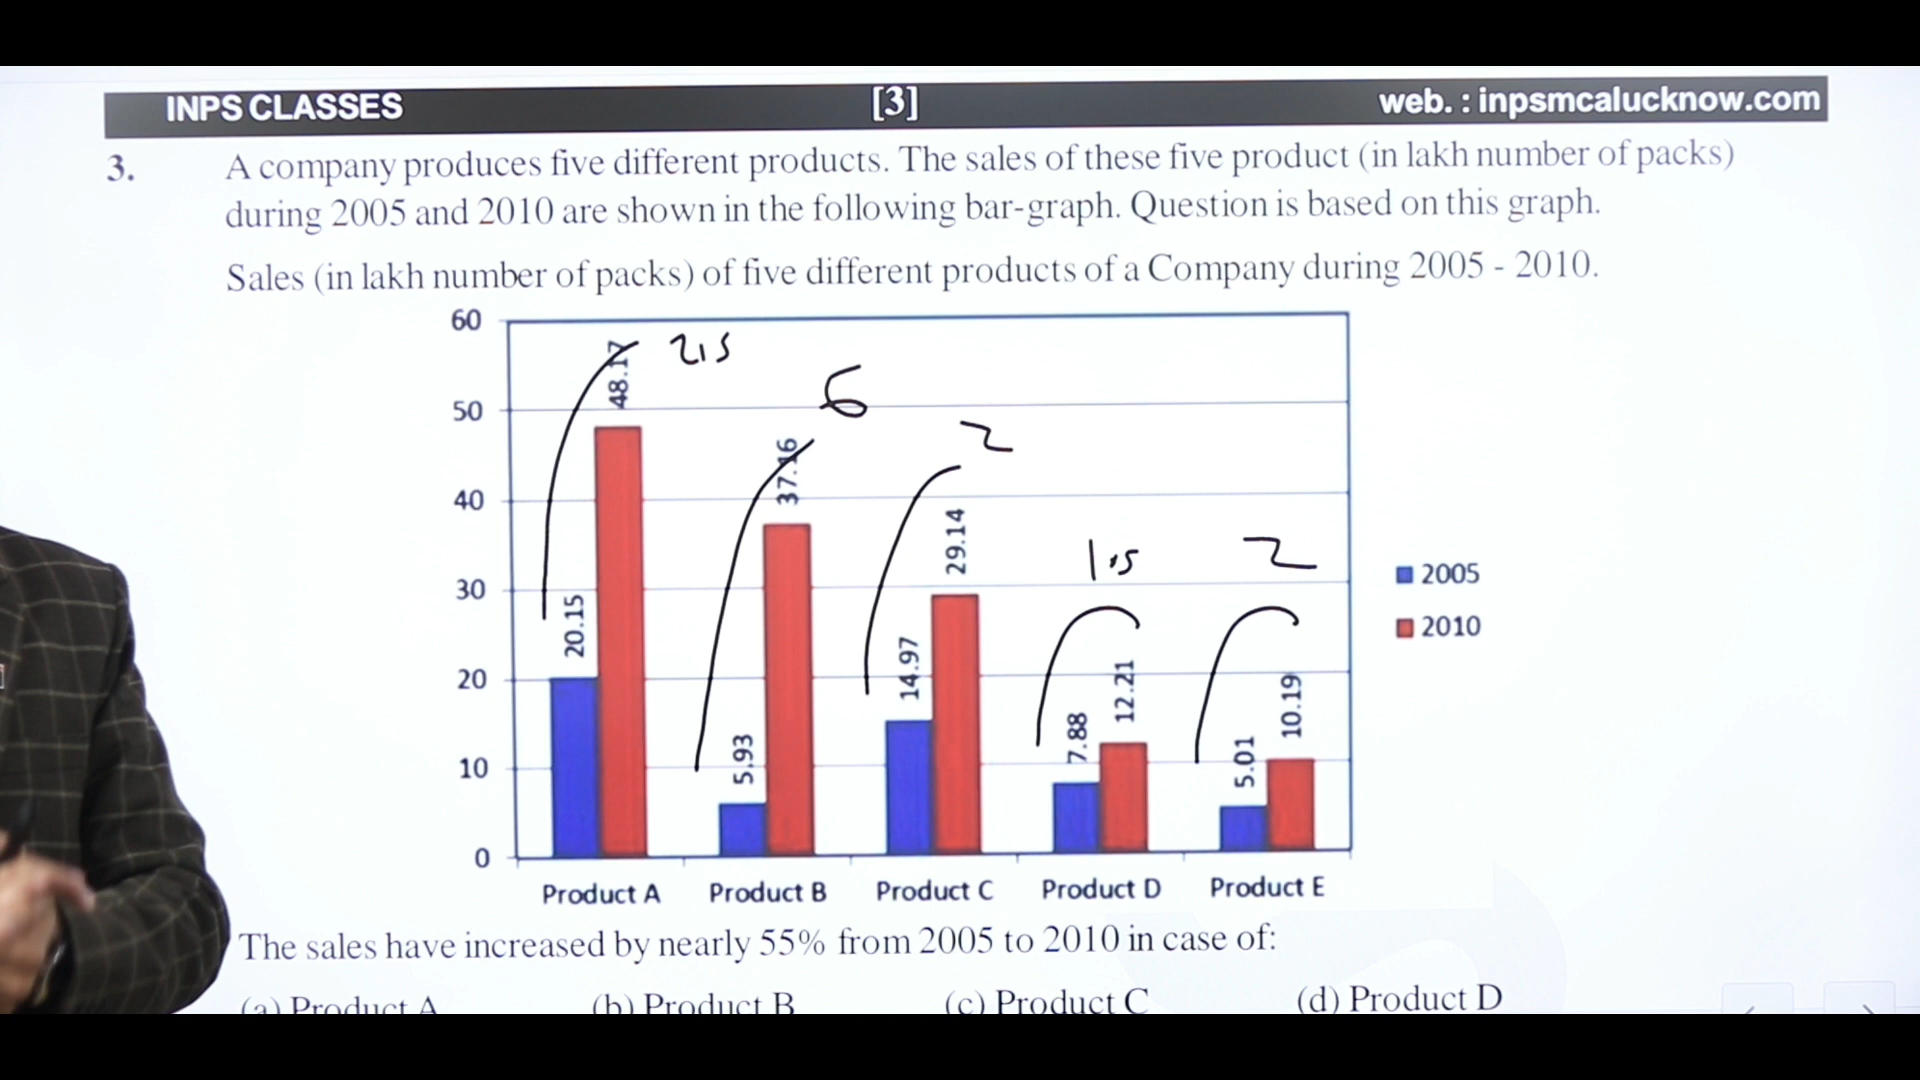 INPS CLASSES [3] web. : inpsmcalucknow.com
3. A company produces five different products. The sales of these five product (in lakh number of packs)
during 2005 and 2010 are shown in the following bar-graph. Question is based on this graph.
Sales (in lakh number of packs) of five different products of a Company during 2005 - 2010.
60
50
40
30
20
10
0
20.15 48.17 2.5
5.93 37.16 6
14.97 29.14 2
7.88 12.21 1.5
5.01 10.19 2
2005
2010
Product A Product B Product C Product D Product E
The sales have increased by nearly 55% from 2005 to 2010 in case of:
(a) Product A (b) Product B (c) Product C (d) Product D